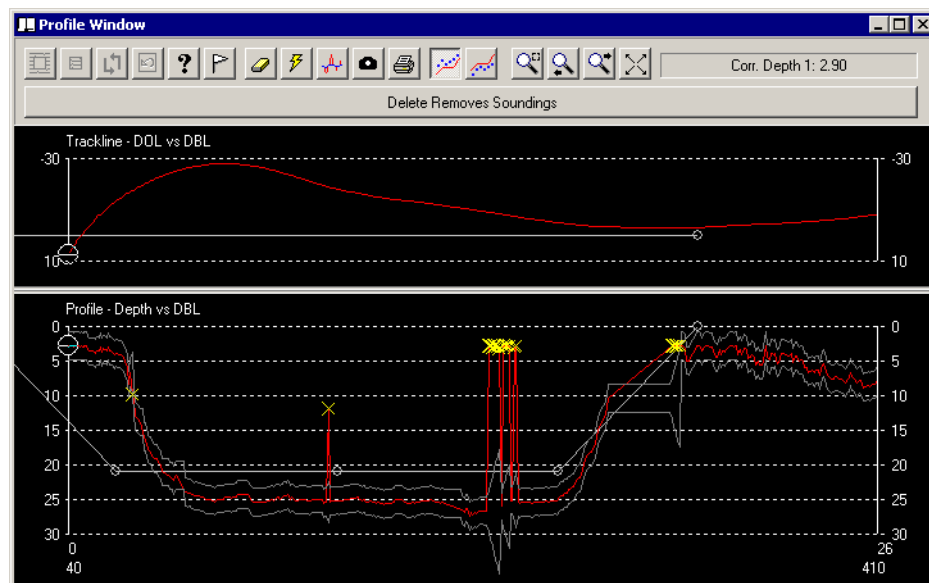 Profile Window
Corr. Depth 1: 2.90
Delete Removes Soundings
Trackline - DOL vs DBL
-30 -30
10 10
Profile - Depth vs DBL
0 0
5 5
10 10
15 15
20 20
25 25
30 30
0 26
40 410